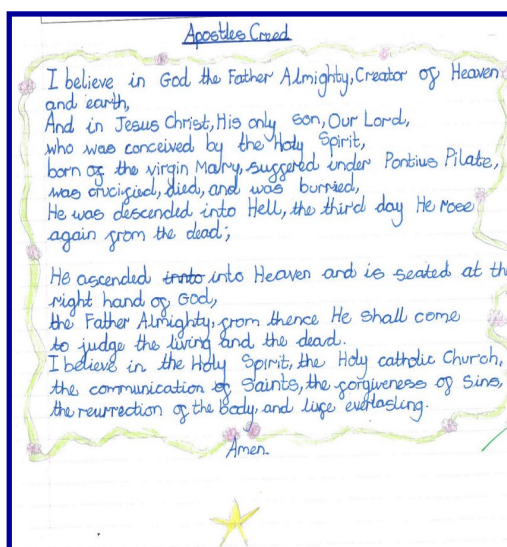 Apostles Creed
I believe in God the Father Almighty, Creator of Heaven
and earth,
And in Jesus Christ, His only son, Our Lord,
who was conceived by the Holy Spirit,
born of the virgin Mary, suffered under Pontius Pilate,
was crucified, died, and was burried,
He was descended into Hell, the third day He rose
again from the dead;
He ascended into into Heaven and is seated at th
right hand of God,
the Father Almighty, from thence He shall come
to judge the living and the dead.
I believe in the Holy Spirit, the Holy catholic Church,
the communication of Saints, the forgiveness of Sins,
the reurrection of the Body, and life everlasting.
Amen.